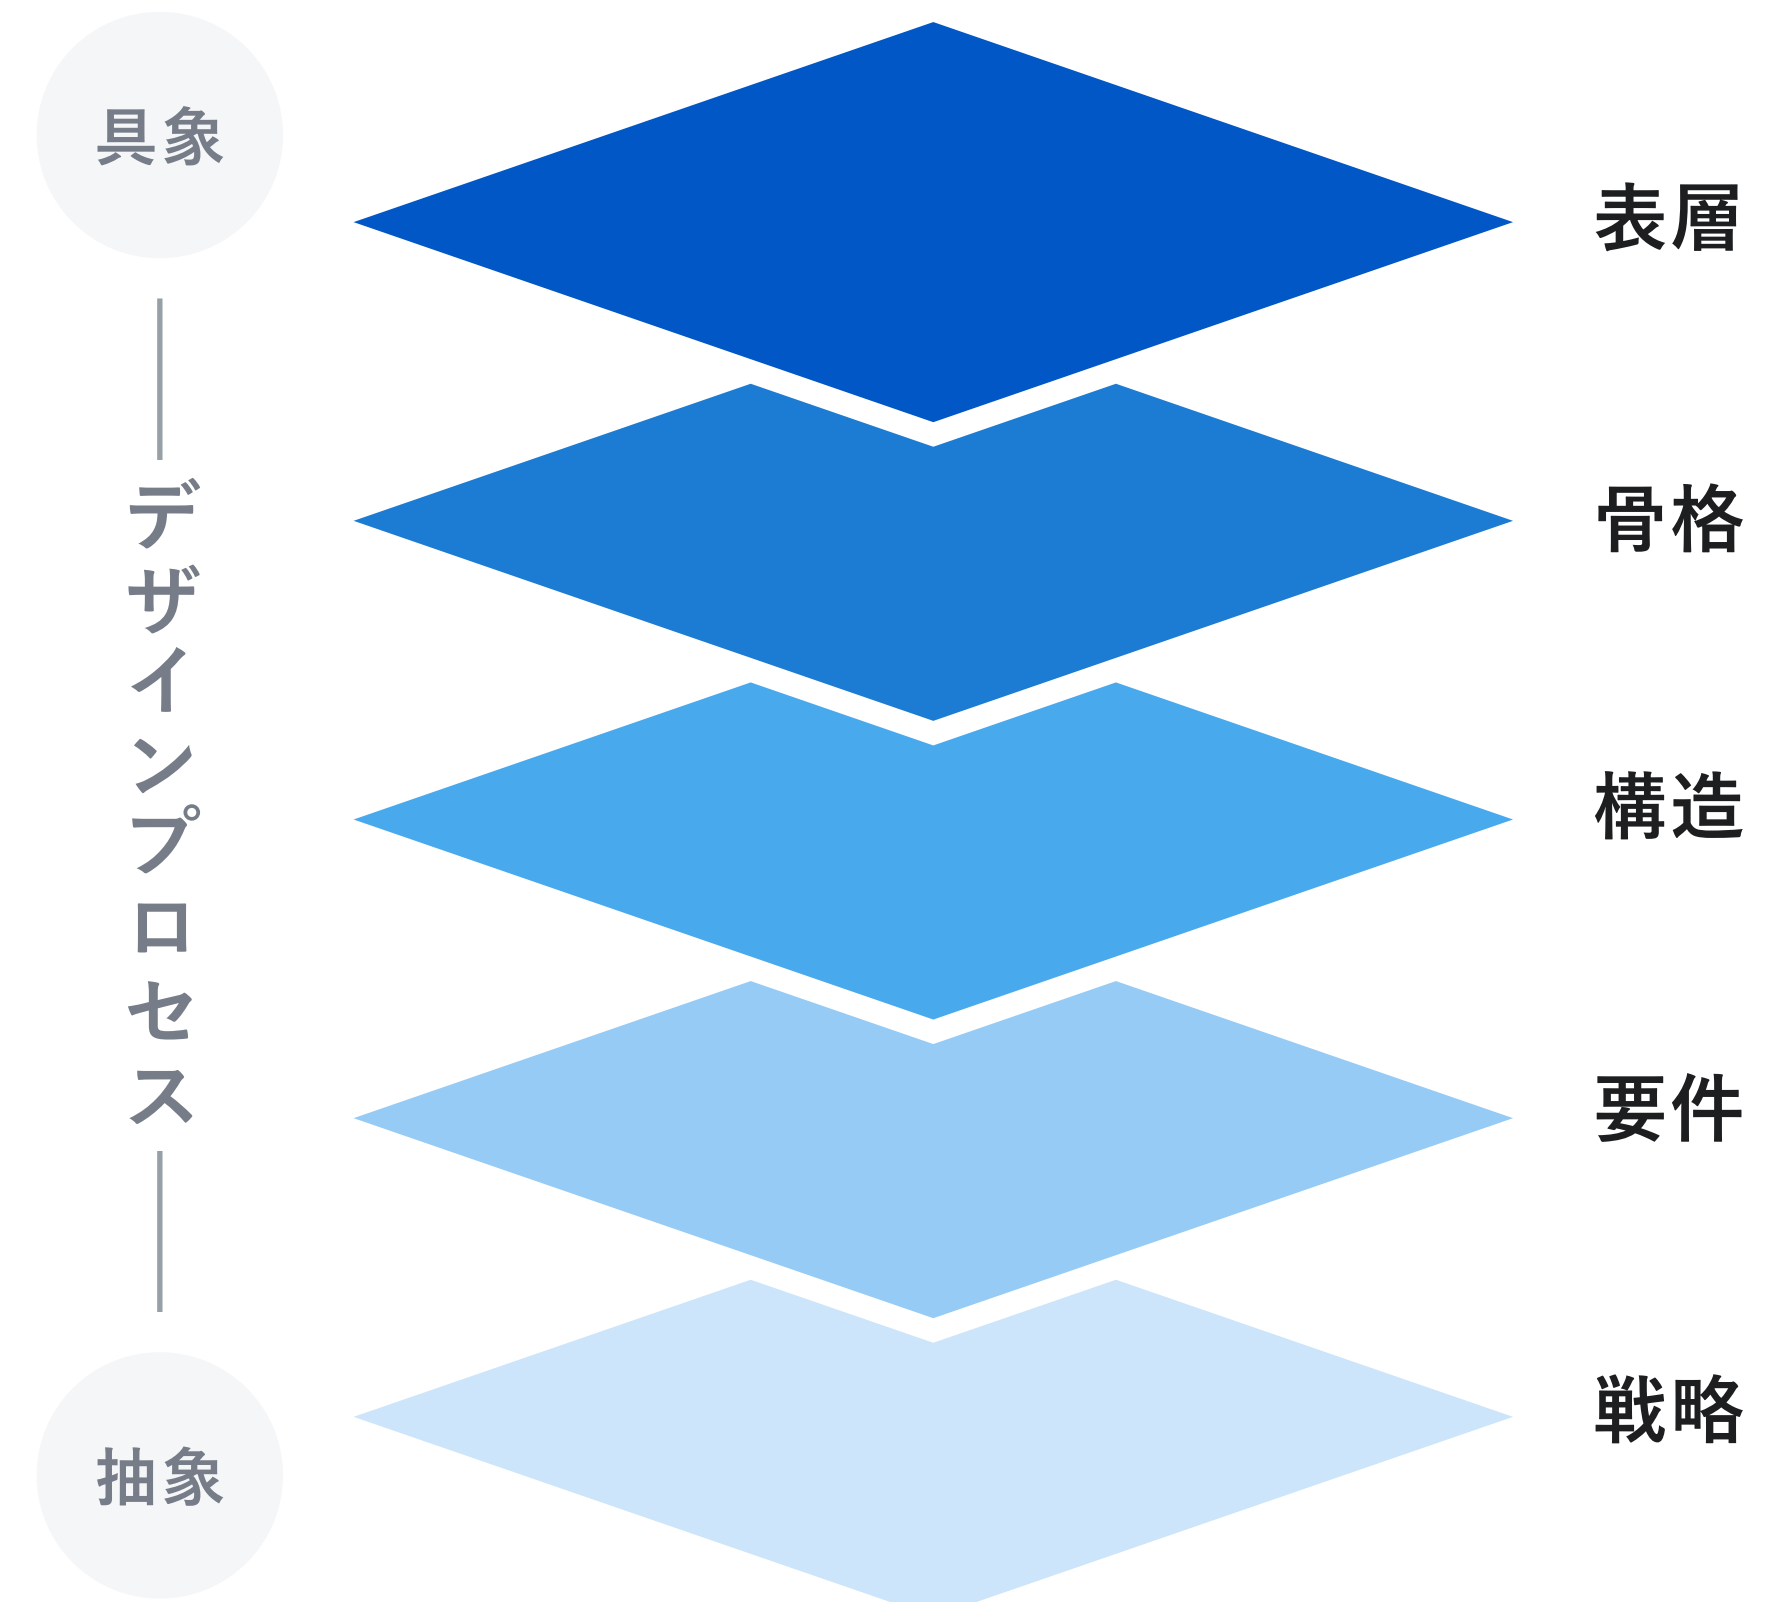 具象
デザインプロセス
抽象
表層
骨格
構造
要件
戦略